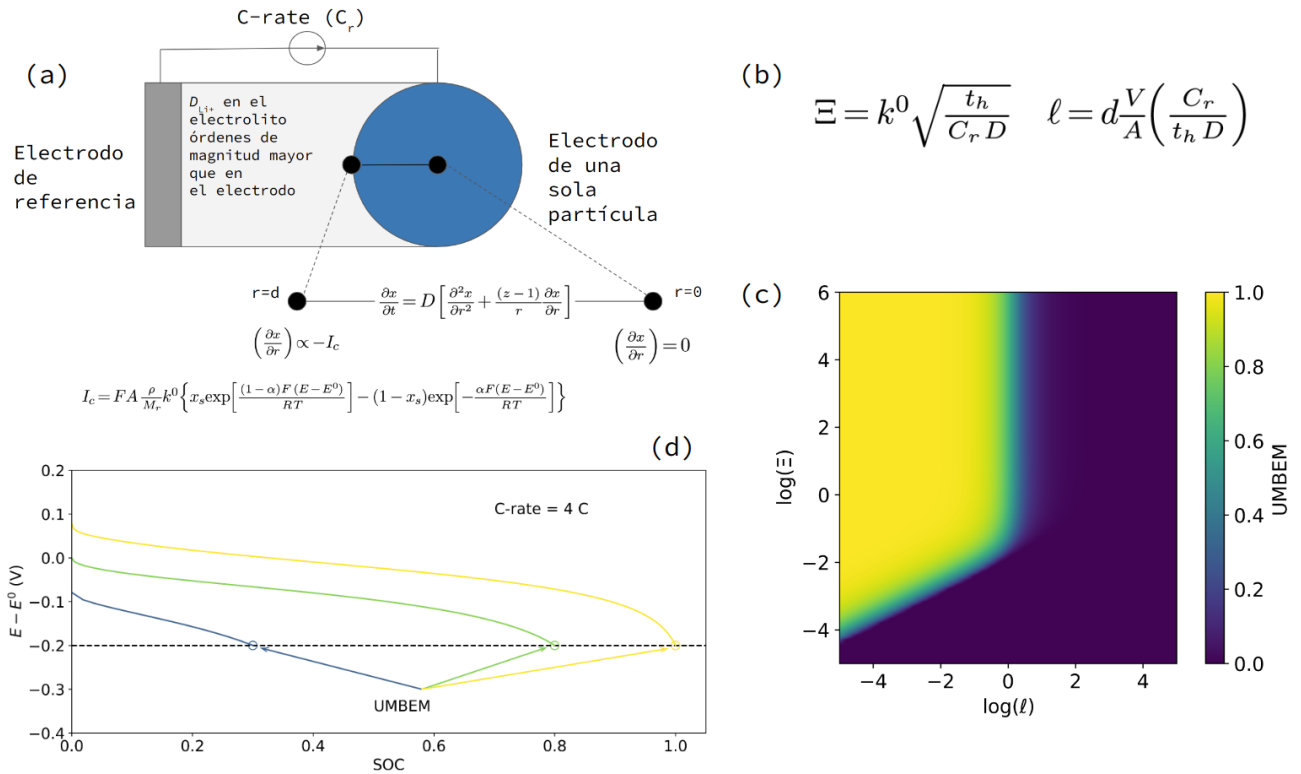 C-rate (C_r)
(a)
D_Li+ en el
electrolito
órdenes de
magnitud mayor
que en
el electrodo
Electrodo
de
referencia
Electrodo
de una
sola
partícula
r=d
∂x/∂t = D[∂²x/∂r² + (z−1)/r ∂x/∂r]
r=0
(∂x/∂r) ∝ −I_c
(∂x/∂r) = 0
I_c = FA ρ/M_r k⁰{x_s exp[(1−α)F(E−E⁰)/RT] − (1−x_s)exp[−αF(E−E⁰)/RT]}
(b)
Ξ = k⁰ √(t_h/(C_r D))    ℓ = d V/A (C_r/(t_h D))
(c)
6
4
2
0
−2
−4
log(Ξ)
−4 −2 0 2 4
log(ℓ)
1.0
0.8
0.6
0.4
0.2
0.0
UMBEM
(d)
0.2
0.1
0.0
−0.1
−0.2
−0.3
−0.4
E − E⁰ (V)
C-rate = 4 C
UMBEM
0.0 0.2 0.4 0.6 0.8 1.0
SOC